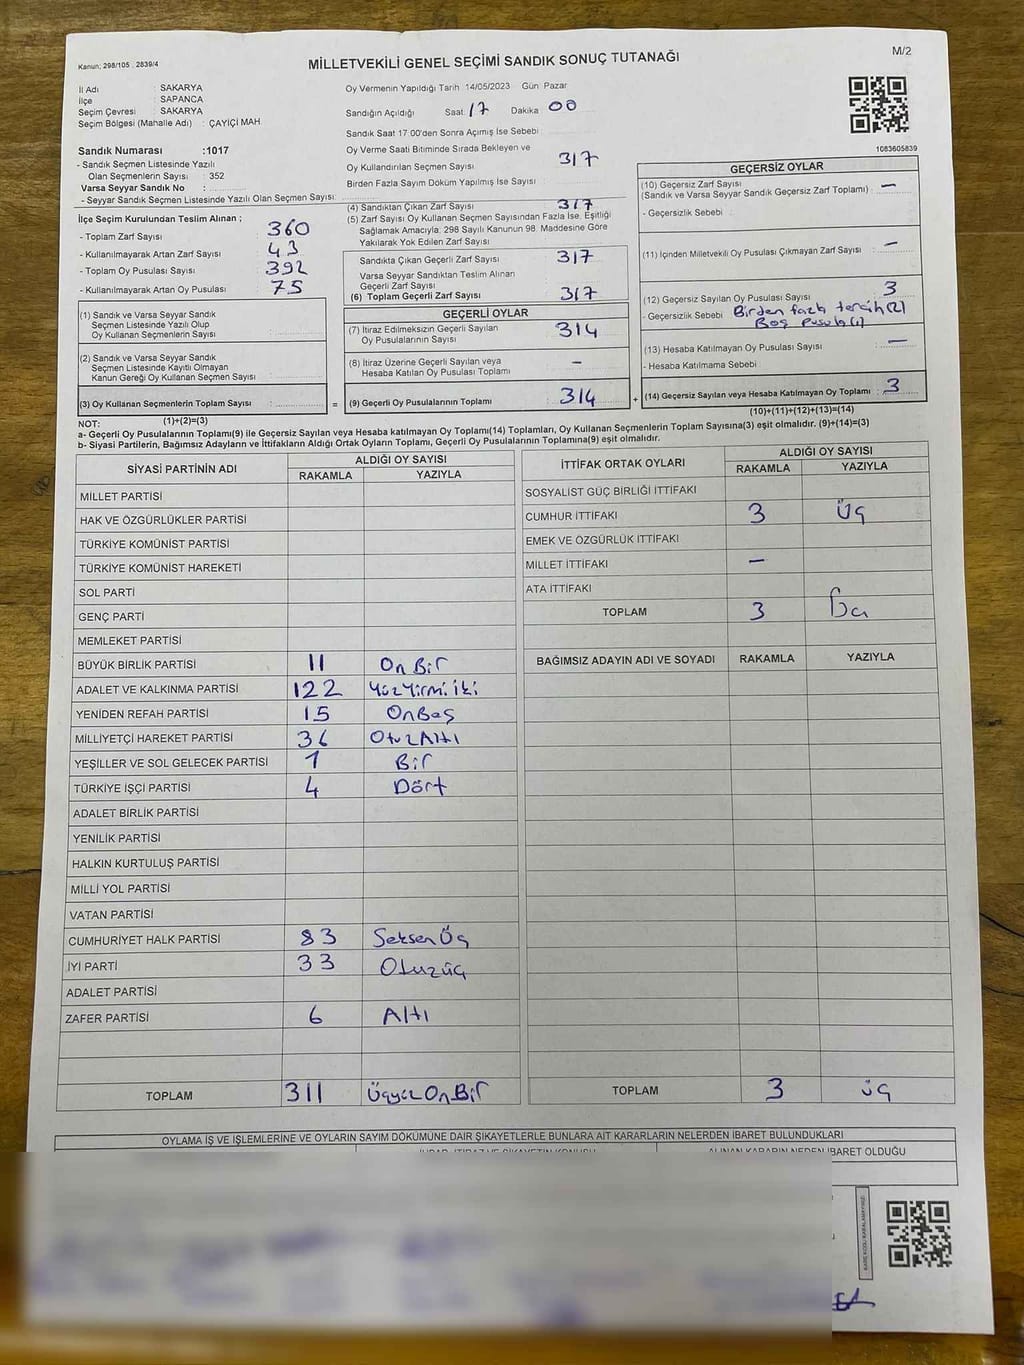 Kanun: 298/105 , 2839/4
MİLLETVEKİLİ GENEL SEÇİMİ SANDIK SONUÇ TUTANAĞI
M/2
İl Adı : SAKARYA
İlçe : SAPANCA
Seçim Çevresi : SAKARYA
Seçim Bölgesi (Mahalle Adı) : ÇAYİÇİ MAH.
Sandık Numarası :1017
- Sandık Seçmen Listesinde Yazılı
Olan Seçmenlerin Sayısı : 352
Varsa Seyyar Sandık No :
- Seyyar Sandık Seçmen Listesinde Yazılı Olan Seçmen Sayısı:
Oy Vermenin Yapıldığı Tarih 14/05/2023 Gün Pazar
Sandığın Açıldığı Saat 17 Dakika 00
Sandık Saat 17:00'den Sonra Açımış İse Sebebi
Oy Verme Saati Bitiminde Sırada Bekleyen ve
Oy Kullandırılan Seçmen Sayısı 317
Birden Fazla Sayım Döküm Yapılmış İse Sayısı
1083605839
İlçe Seçim Kurulundan Teslim Alınan ;
- Toplam Zarf Sayısı 360
- Kullanılmayarak Artan Zarf Sayısı 43
- Toplam Oy Pusulası Sayısı 392
- Kullanılmayarak Artan Oy Pusulası 75
(1) Sandık ve Varsa Seyyar Sandık
Seçmen Listesinde Yazılı Olup
Oy Kullanan Seçmenlerin Sayısı
(2) Sandık ve Varsa Seyyar Sandık
Seçmen Listesinde Kayıtlı Olmayan
Kanun Gereği Oy Kullanan Seçmen Sayısı
(3) Oy Kullanan Seçmenlerin Toplam Sayısı :
(1)+(2)=(3)
=
(4) Sandıktan Çıkan Zarf Sayısı 317
(5) Zarf Sayısı Oy Kullanan Seçmen Sayısından Fazla İse, Eşitliği
Sağlamak Amacıyla; 298 Sayılı Kanunun 98. Maddesine Göre
Yakılarak Yok Edilen Zarf Sayısı
Sandıkta Çıkan Geçerli Zarf Sayısı 317
Varsa Seyyar Sandıktan Teslim Alınan
Geçerli Zarf Sayısı
(6) Toplam Geçerli Zarf Sayısı 317
GEÇERLİ OYLAR
(7) İtiraz Edilmeksizin Geçerli Sayılan
Oy Pusulalarının Sayısı 314
(8) İtiraz Üzerine Geçerli Sayılan veya
Hesaba Katılan Oy Pusulası Toplamı -
(9) Geçerli Oy Pusulalarının Toplamı 314
+
GEÇERSİZ OYLAR
(10) Geçersiz Zarf Sayısı
(Sandık ve Varsa Seyyar Sandık Geçersiz Zarf Toplamı) : -
- Geçersizlik Sebebi :
(11) İçinden Milletvekili Oy Pusulası Çıkmayan Zarf Sayısı -
(12) Geçersiz Sayılan Oy Pusulası Sayısı 3
- Geçersizlik Sebebi Birden fazla tercih (2)
Boş pusula (1)
(13) Hesaba Katılmayan Oy Pusulası Sayısı -
- Hesaba Katılmama Sebebi
(14) Geçersiz Sayılan veya Hesaba Katılmayan Oy Toplamı : 3
(10)+(11)+(12)+(13)=(14)
NOT:
a- Geçerli Oy Pusulalarının Toplamı(9) ile Geçersiz Sayılan veya Hesaba katılmayan Oy Toplamı(14) Toplamları, Oy Kullanan Seçmenlerin Toplam Sayısına(3) eşit olmalıdır. (9)+(14)=(3)
b- Siyasi Partilerin, Bağımsız Adayların ve İttifakların Aldığı Ortak Oyların Toplamı, Geçerli Oy Pusulalarının Toplamına(9) eşit olmalıdır.
SİYASİ PARTİNİN ADI ALDIĞI OY SAYISI
RAKAMLA YAZIYLA
MİLLET PARTİSİ
HAK VE ÖZGÜRLÜKLER PARTİSİ
TÜRKİYE KOMÜNİST PARTİSİ
TÜRKİYE KOMÜNİST HAREKETİ
SOL PARTİ
GENÇ PARTİ
MEMLEKET PARTİSİ
BÜYÜK BİRLİK PARTİSİ 11 On Bir
ADALET VE KALKINMA PARTİSİ 122 Yüz Yirmi iki
YENİDEN REFAH PARTİSİ 15 OnBeş
MİLLİYETÇİ HAREKET PARTİSİ 36 OtuzAltı
YEŞİLLER VE SOL GELECEK PARTİSİ 1 Bir
TÜRKİYE İŞÇİ PARTİSİ 4 Dört
ADALET BİRLİK PARTİSİ
YENİLİK PARTİSİ
HALKIN KURTULUŞ PARTİSİ
MİLLİ YOL PARTİSİ
VATAN PARTİSİ
CUMHURİYET HALK PARTİSİ 83 Seksen Üç
İYİ PARTİ 33 Otuzüç
ADALET PARTİSİ
ZAFER PARTİSİ 6 Altı
TOPLAM 311 ÜçyüzOnBir
İTTİFAK ORTAK OYLARI ALDIĞI OY SAYISI
RAKAMLA YAZIYLA
SOSYALİST GÜÇ BİRLİĞİ İTTİFAKI
CUMHUR İTTİFAKI 3 Üç
EMEK VE ÖZGÜRLÜK İTTİFAKI
MİLLET İTTİFAKI -
ATA İTTİFAKI
TOPLAM 3
BAĞIMSIZ ADAYIN ADI VE SOYADI RAKAMLA YAZIYLA
TOPLAM 3 üç
OYLAMA İŞ VE İŞLEMLERİNE VE OYLARIN SAYIM DÖKÜMÜNE DAİR ŞİKAYETLERLE BUNLARA AİT KARARLARIN NELERDEN İBARET BULUNDUKLARI
ALINAN KARARIN NEDEN İBARET OLDUĞU